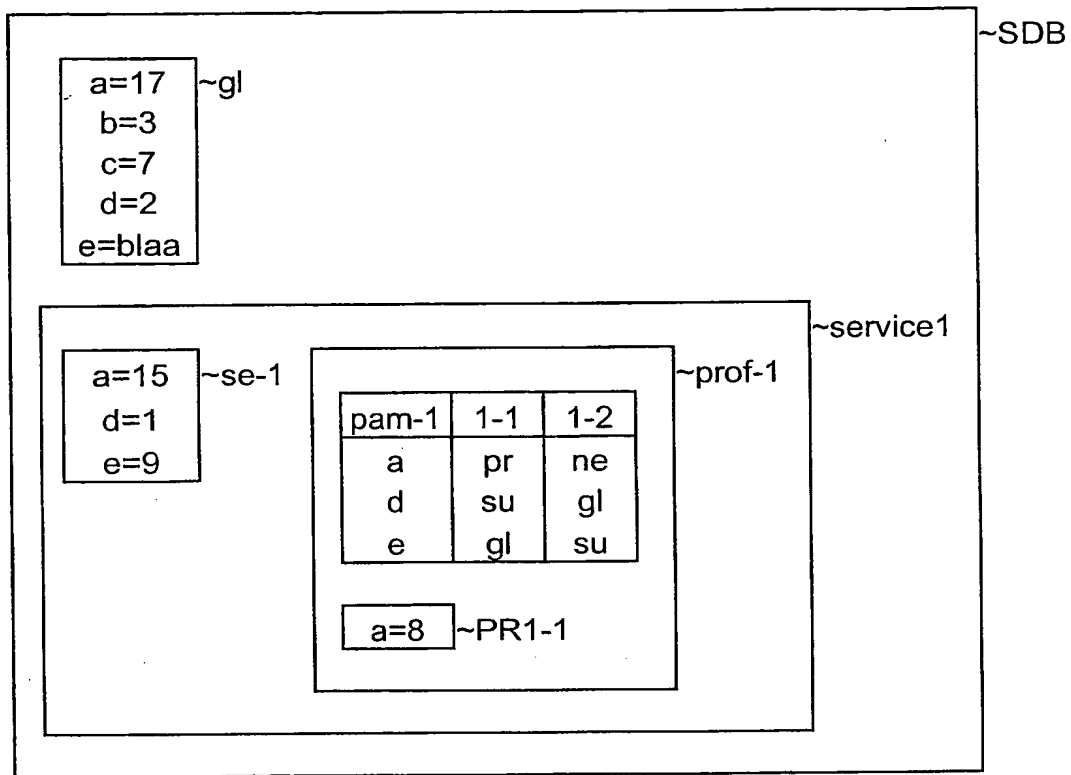 ~SDB
a=17 ~gl
b=3
c=7
d=2
e=blaa
~service1
a=15 ~se-1
d=1
e=9
~prof-1
pam-1 1-1 1-2
a pr ne
d su gl
e gl su
a=8 ~PR1-1